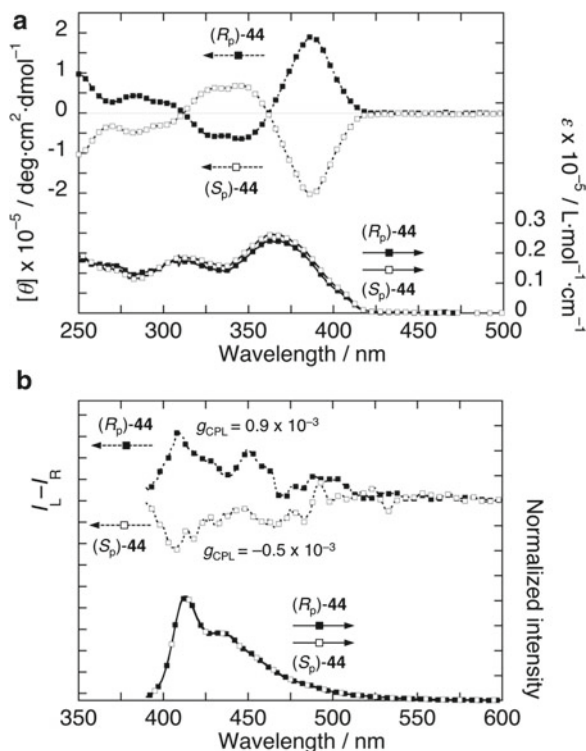 a
(Rp)-44
(Sp)-44
2
1
0
-1
-2
[θ] x 10⁻⁵ / deg·cm²·dmol⁻¹
(Rp)-44
(Sp)-44
0.3
0.2
0.1
0
ε x 10⁻⁵ / L·mol⁻¹·cm⁻¹
250 300 350 400 450 500
Wavelength / nm
b
(Rp)-44
gCPL = 0.9 x 10⁻³
(Sp)-44
gCPL = −0.5 x 10⁻³
IL–IR
(Rp)-44
(Sp)-44
Normalized intensity
350 400 450 500 550 600
Wavelength / nm